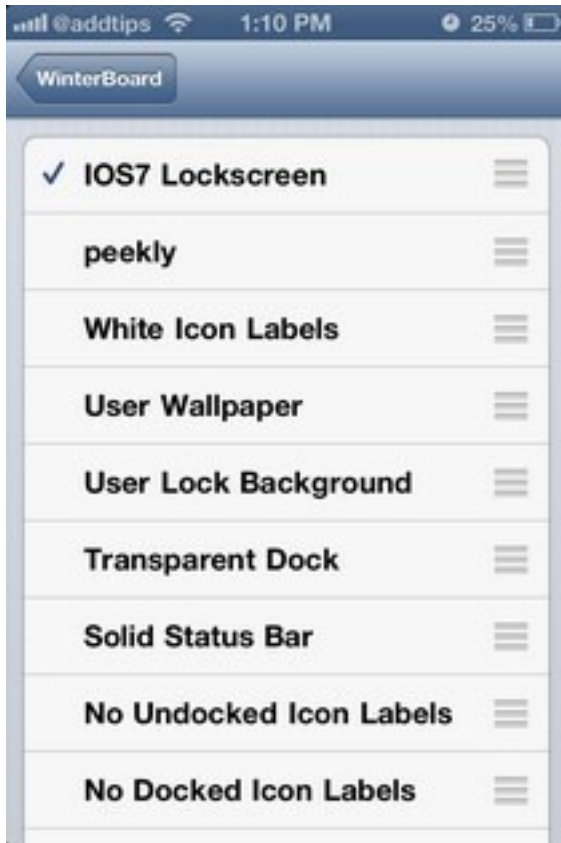 @addtips 1:10 PM 25%
WinterBoard
IOS7 Lockscreen
peekly
White Icon Labels
User Wallpaper
User Lock Background
Transparent Dock
Solid Status Bar
No Undocked Icon Labels
No Docked Icon Labels